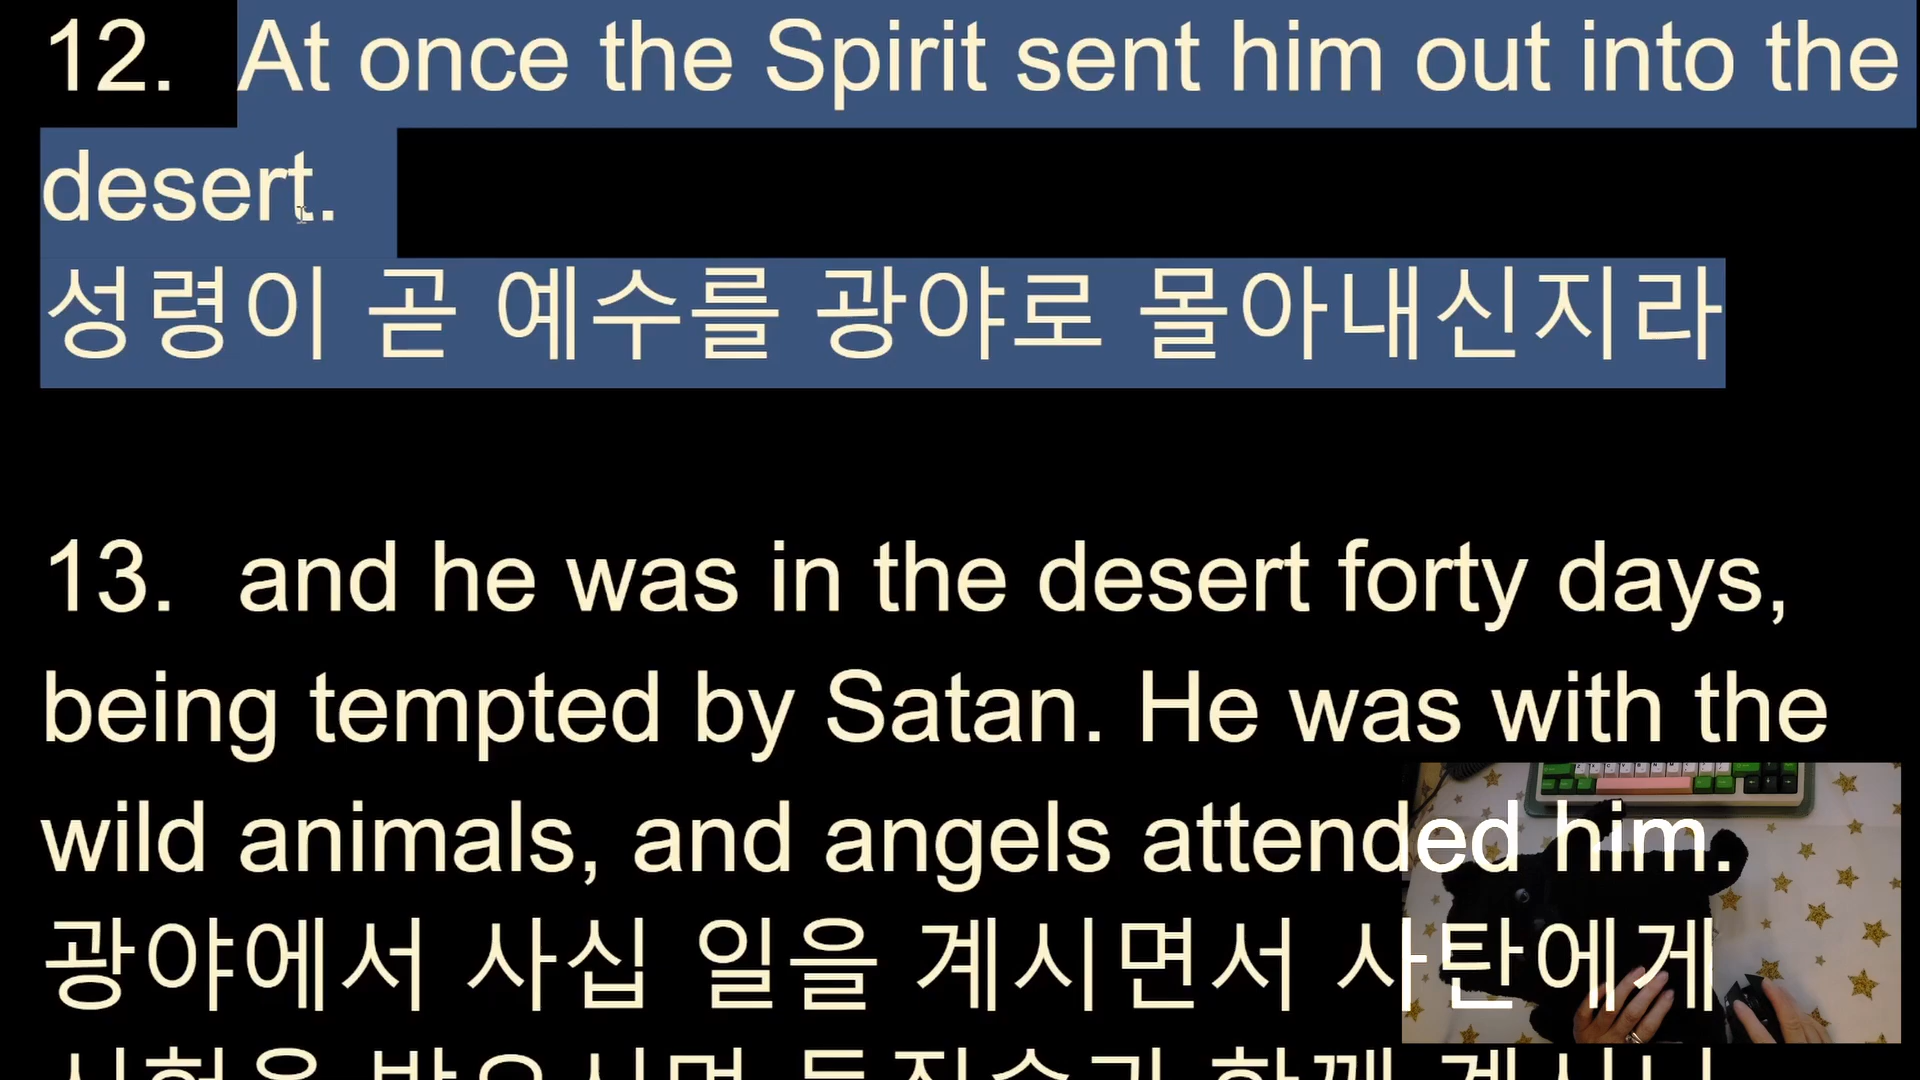 12. At once the Spirit sent him out into the
desert.
성령이 곧 예수를 광야로 몰아내신지라
13. and he was in the desert forty days,
being tempted by Satan. He was with the
wild animals, and angels attended him.
광야에서 사십 일을 계시면서 사탄에게